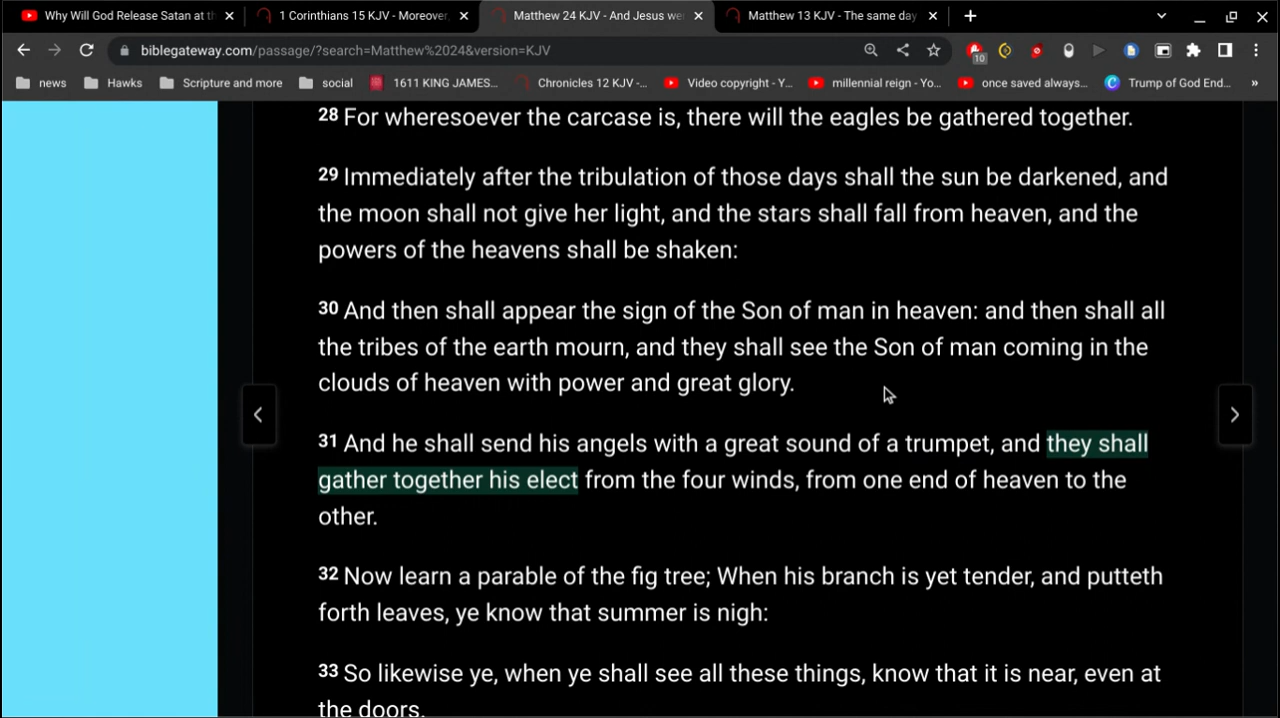 Why Will God Release Satan at th
1 Corinthians 15 KJV - Moreover,
Matthew 24 KJV - And Jesus we
Matthew 13 KJV - The same day
biblegateway.com/passage/?search=Matthew%2024&version=KJV
10
news
Hawks
Scripture and more
social
1611 KING JAMES...
Chronicles 12 KJV -...
Video copyright - Y...
millennial reign - Yo...
once saved always...
Trump of God End...
»
28 For wheresoever the carcase is, there will the eagles be gathered together.
29 Immediately after the tribulation of those days shall the sun be darkened, and
the moon shall not give her light, and the stars shall fall from heaven, and the
powers of the heavens shall be shaken:
30 And then shall appear the sign of the Son of man in heaven: and then shall all
the tribes of the earth mourn, and they shall see the Son of man coming in the
clouds of heaven with power and great glory.
31 And he shall send his angels with a great sound of a trumpet, and they shall
gather together his elect from the four winds, from one end of heaven to the
other.
32 Now learn a parable of the fig tree; When his branch is yet tender, and putteth
forth leaves, ye know that summer is nigh:
33 So likewise ye, when ye shall see all these things, know that it is near, even at
the doors.